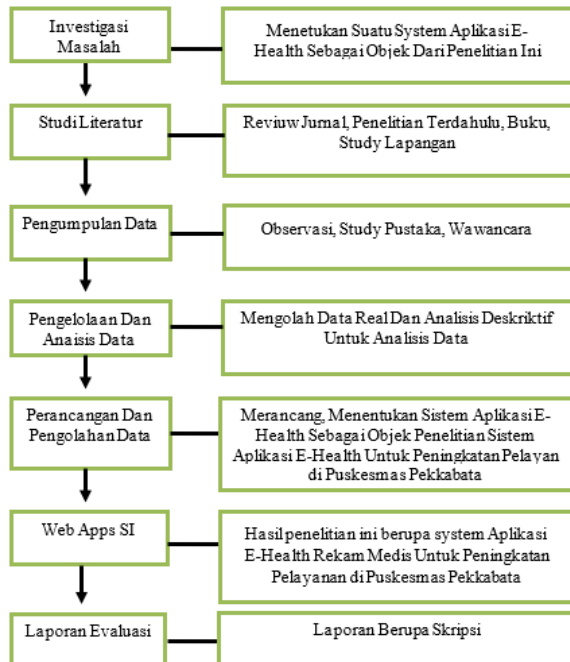 Investigasi
Masalah
Menetukan Suatu System Aplikasi E-
Health Sebagai Objek Dari Penelitian Ini
Studi Literatur
Reviuw Jurnal, Penelitian Terdahulu, Buku,
Study Lapangan
Pengumpulan Data
Observasi, Study Pustaka, Wawancara
Pengelolaan Dan
Anaisis Data
Mengolah Data Real Dan Analisis Deskriktif
Untuk Analisis Data
Perancangan Dan
Pengolahan Data
Merancang, Menentukan Sistem Aplikasi E-
Health Sebagai Objek Penelitian Sistem
Aplikasi E-Health Untuk Peningkatan Pelayan
di Puskesmas Pekkabata
Web Apps SI
Hasil penelitian ini berupa system Aplikasi
E-Health Rekam Medis Untuk Peningkatan
Pelayanan di Puskesmas Pekkabata
Laporan Evaluasi
Laporan Berupa Skripsi